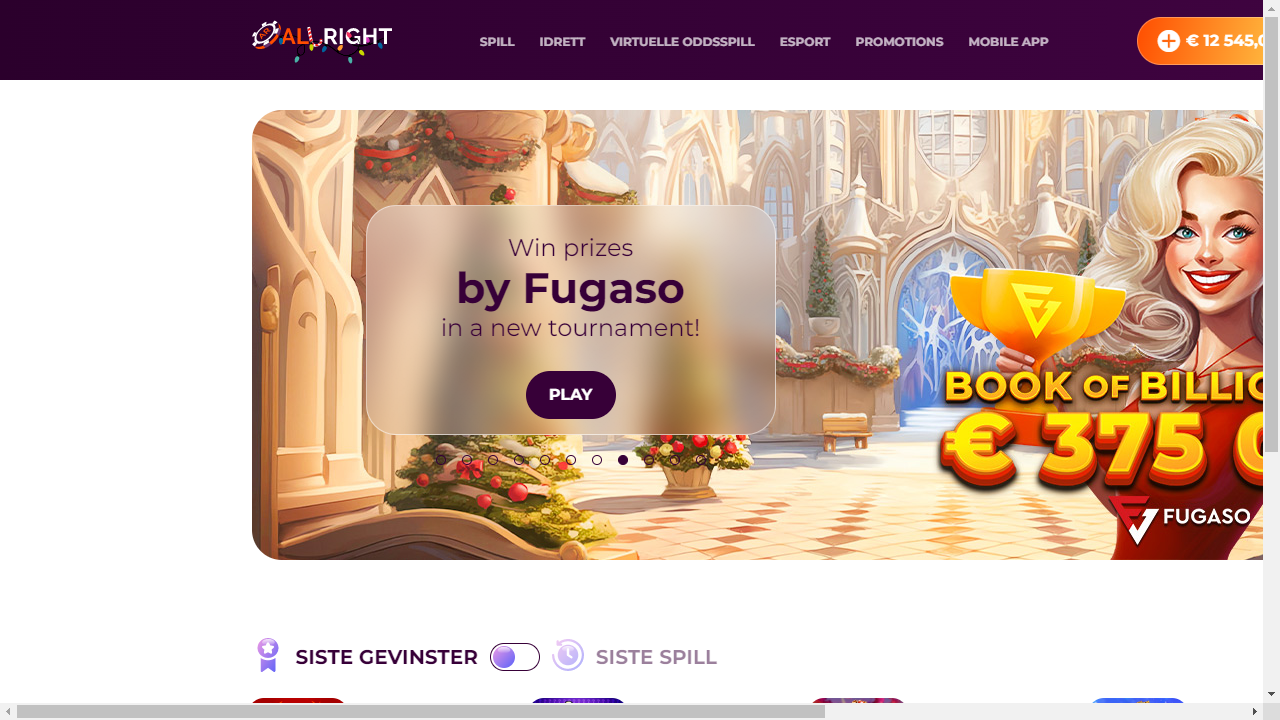 ALLRIGHT
SPILL IDRETT VIRTUELLE ODDSSPILL ESPORT PROMOTIONS MOBILE APP
€ 12 545,0
Win prizes
by Fugaso
in a new tournament!
PLAY
BOOK OF BILLIO
€ 375 0
FUGASO
SISTE GEVINSTER SISTE SPILL